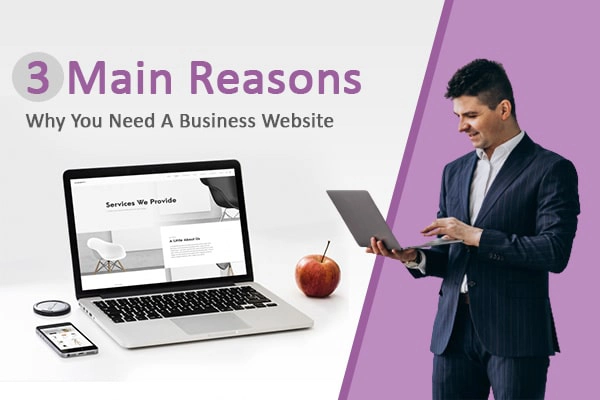 3 Main Reasons
Why You Need A Business Website
Services We Provide
A Little About Us